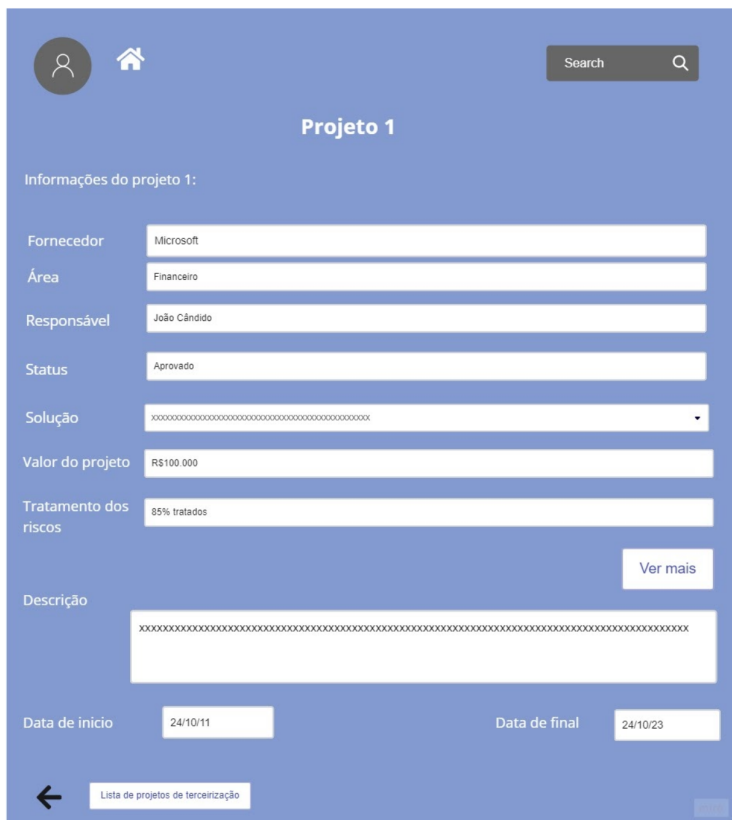 Search
Projeto 1
Informações do projeto 1:
Fornecedor
Microsoft
Área
Financeiro
Responsável
João Cândido
Status
Aprovado
Solução
xxxxxxxxxxxxxxxxxxxxxxxxxxxxxxxxxxxxxxxxxxxxxxxx
Valor do projeto
R$100.000
Tratamento dos
riscos
85% tratados
Ver mais
Descrição
xxxxxxxxxxxxxxxxxxxxxxxxxxxxxxxxxxxxxxxxxxxxxxxxxxxxxxxxxxxxxxxxxxxxxxxxxxxxxxxxxxxxxxxxxxxx
Data de inicio
24/10/11
Data de final
24/10/23
Lista de projetos de terceirização